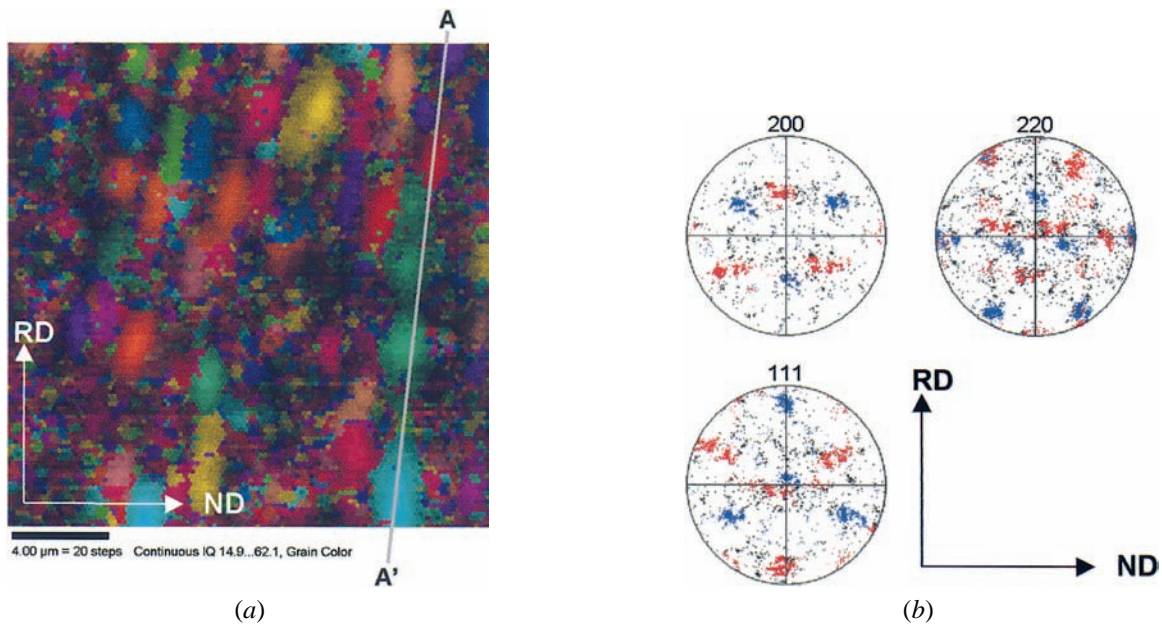 A
RD
ND
4.00 µm = 20 steps Continuous IQ 14.9...62.1, Grain Color
A'
(a)
200
220
111
RD
ND
(b)